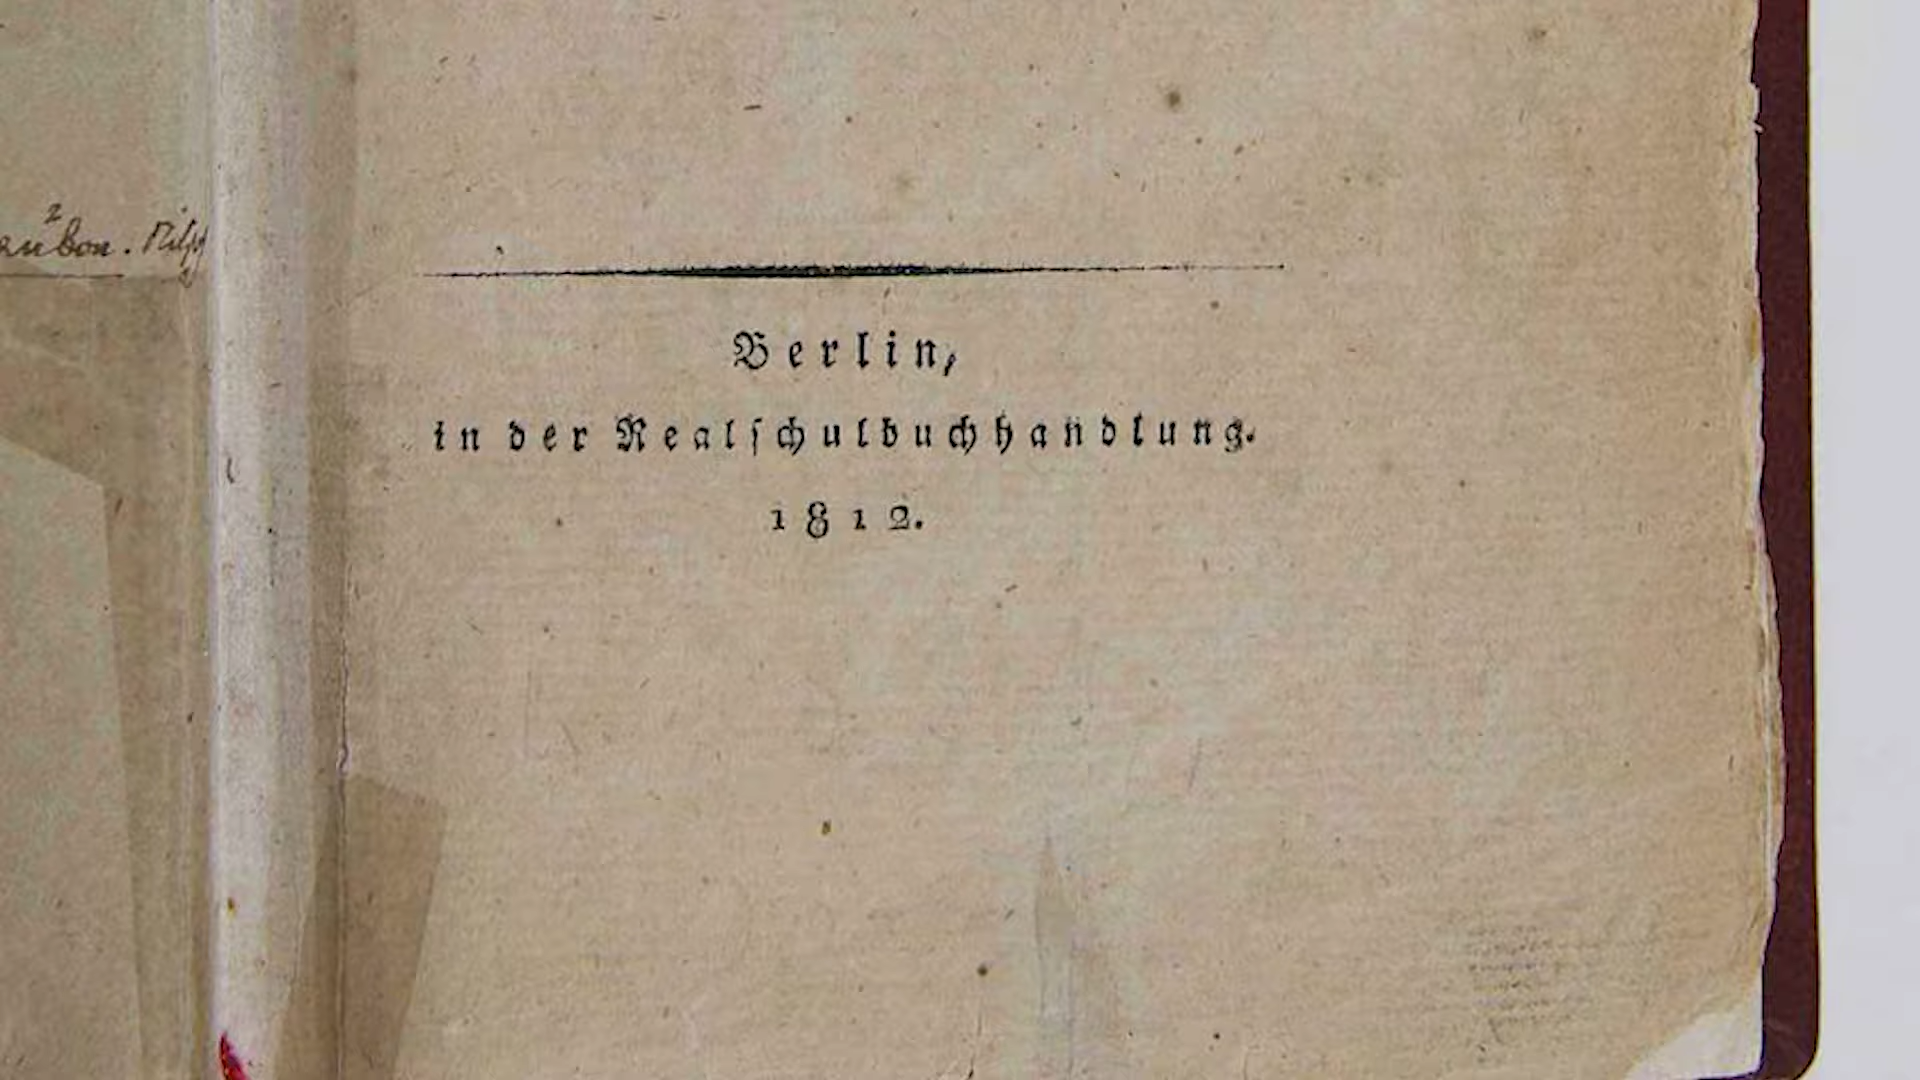 Berlin,
in der Realſchulbuchhandlung.
1812.